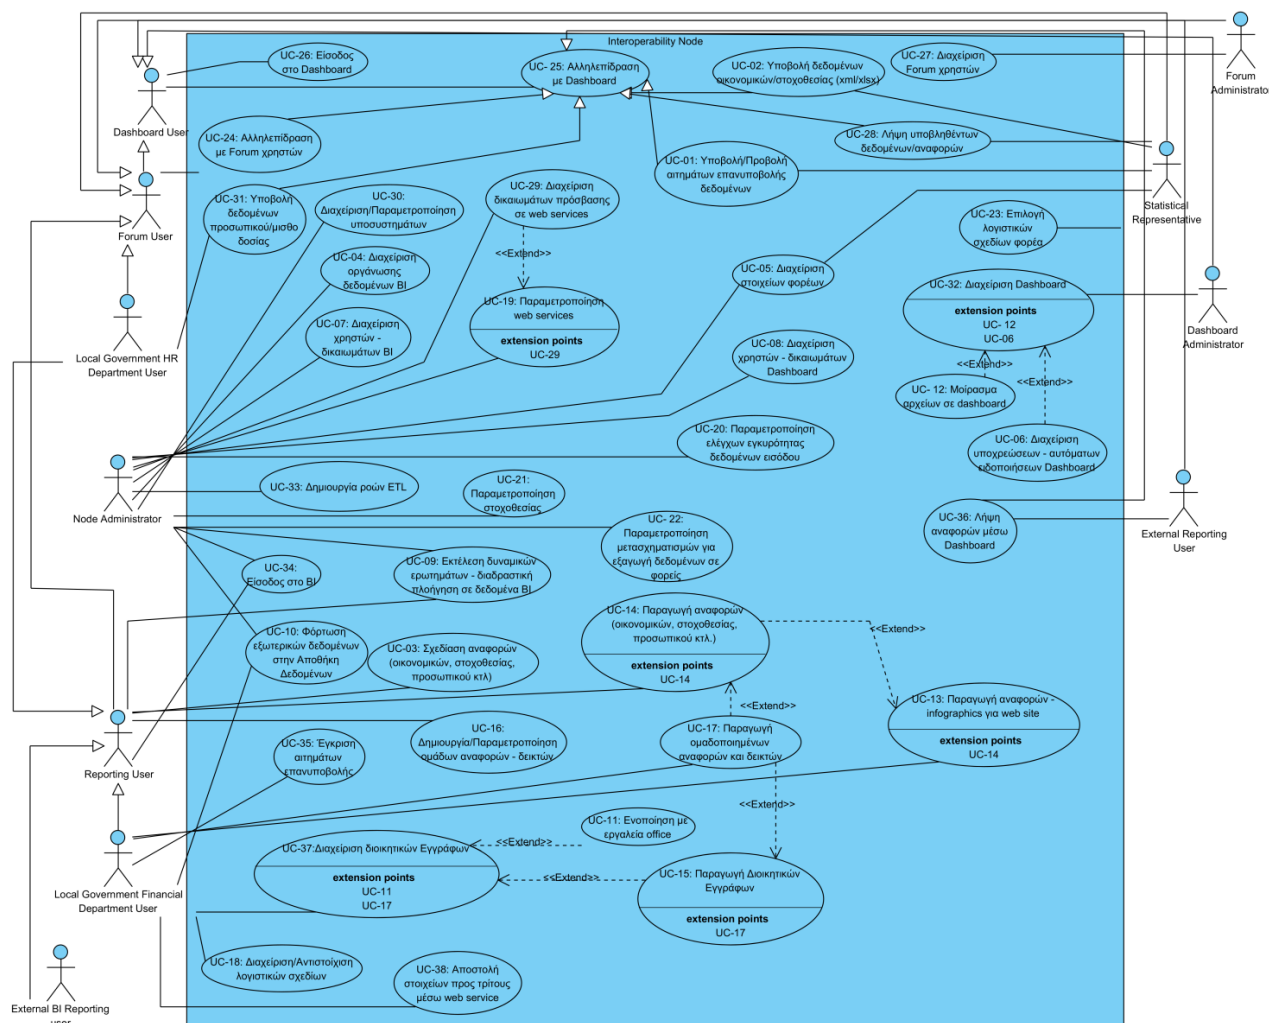 Interoperability Node
UC-26: Είσοδος
στο Dashboard
UC- 25: Αλληλεπίδραση
με Dashboard
UC-02: Υποβολή δεδομένων
οικονομικών/στοχοθεσίας (xml/xlsx)
UC-27: Διαχείριση
Forum χρηστών
Forum
Administrator
Dashboard User
UC-24: Αλληλεπίδραση
με Forum χρηστών
UC-28: Λήψη υποβληθέντων
δεδομένων/αναφορών
UC-01: Υποβολή/Προβολή
αιτημάτων επανυποβολής
δεδομένων
Statistical
Representative
Forum User
UC-31: Υποβολή
δεδομένων
προσωπικού/μισθο
δοσίας
UC-30:
Διαχείριση/Παραμετροποίηση
υποσυστημάτων
UC-29: Διαχείριση
δικαιωμάτων πρόσβασης
σε web services
UC-23: Επιλογή
λογιστικών
σχεδίων φορέα
<<Extend>>
UC-04: Διαχείριση
οργάνωσης
δεδομένων BI
UC-05: Διαχείριση
στοιχείων φορέων
UC-32: Διαχείριση Dashboard
extension points
UC- 12
UC-06
Dashboard
Administrator
UC-19: Παραμετροποίηση
web services
extension points
UC-29
UC-07: Διαχείριση
χρηστών -
δικαιωμάτων BI
Local Government HR
Department User
UC-08: Διαχείριση
χρηστών - δικαιωμάτων
Dashboard
<<Extend>>
<<Extend>>
UC- 12: Μοίρασμα
αρχείων σε dashboard
UC-20: Παραμετροποίηση
ελέγχων εγκυρότητας
δεδομένων εισόδου
UC-06: Διαχείριση
υποχρεώσεων - αυτόματων
ειδοποιήσεων Dashboard
Node Administrator
UC-33: Δημιουργία ροών ETL
UC-21:
Παραμετροποίηση
στοχοθεσίας
UC-36: Λήψη
αναφορών μέσω
Dashboard
External Reporting
User
UC- 22:
Παραμετροποίηση
μετασχηματισμών για
εξαγωγή δεδομένων σε
φορείς
UC-34:
Είσοδος στο BI
UC-09: Εκτέλεση δυναμικών
ερωτημάτων - διαδραστική
πλοήγηση σε δεδομένα BI
UC-14: Παραγωγή αναφορών
(οικονομικών, στοχοθεσίας,
προσωπικού κτλ.)
extension points
UC-14
<<Extend>>
UC-10: Φόρτωση
εξωτερικών δεδομένων
στην Αποθήκη
Δεδομένων
UC-03: Σχεδίαση αναφορών
(οικονομικών, στοχοθεσίας,
προσωπικού κτλ)
<<Extend>>
UC-13: Παραγωγή αναφορών -
infographics για web site
extension points
UC-14
Reporting User
UC-35: Έγκριση
αιτημάτων
επανυποβολής
UC-16:
Δημιουργία/Παραμετροποίηση
ομάδων αναφορών - δεικτών
UC-17: Παραγωγή
ομαδοποιημένων
αναφορών και δεικτών
<<Extend>>
UC-11: Ενοποίηση με
εργαλεία office
<<Extend>>
UC-37:Διαχείριση διοικητικών Εγγράφων
extension points
UC-11
UC-17
<<Extend>>
UC-15: Παραγωγή Διοικητικών
Εγγράφων
extension points
UC-17
Local Government Financial
Department User
UC-18: Διαχείριση/Αντιστοίχιση
λογιστικών σχεδίων
UC-38: Αποστολή
στοιχείων προς τρίτους
μέσω web service
External BI Reporting
user